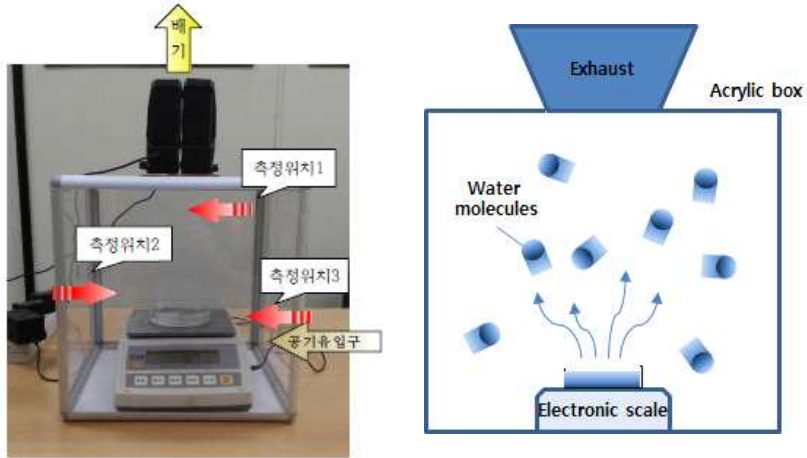 배
기
측정위치1
측정위치2
측정위치3
공기유입구
Exhaust
Acrylic box
Water
molecules
Electronic scale